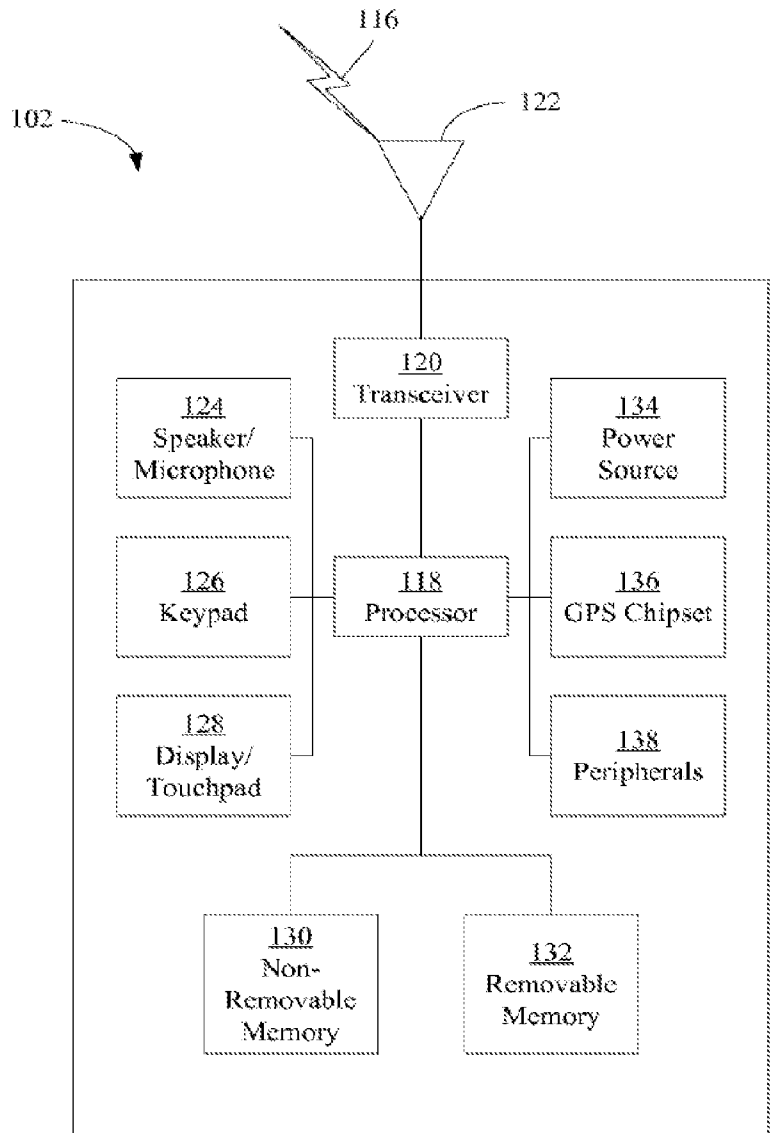 116
102
122
120
Transceiver
124
Speaker/
Microphone
134
Power
Source
126
Keypad
118
Processor
136
GPS Chipset
128
Display/
Touchpad
138
Peripherals
130
Non-
Removable
Memory
132
Removable
Memory